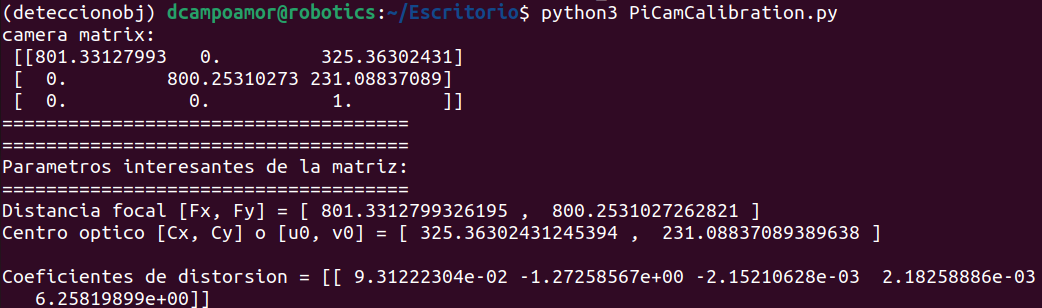 (deteccionobj) dcampoamor@robotics:~/Escritorio$ python3 PiCamCalibration.py
camera matrix:
 [[801.33127993   0.         325.36302431]
 [  0.         800.25310273 231.08837089]
 [  0.           0.           1.        ]]
=====================================
=====================================
Parametros interesantes de la matriz:
=====================================
Distancia focal [Fx, Fy] = [ 801.3312799326195 ,  800.2531027262821 ]
Centro optico [Cx, Cy] o [u0, v0] = [ 325.36302431245394 ,  231.08837089389638 ]

Coeficientes de distorsion = [[ 9.31222304e-02 -1.27258567e+00 -2.15210628e-03  2.18258886e-03
   6.25819899e+00]]